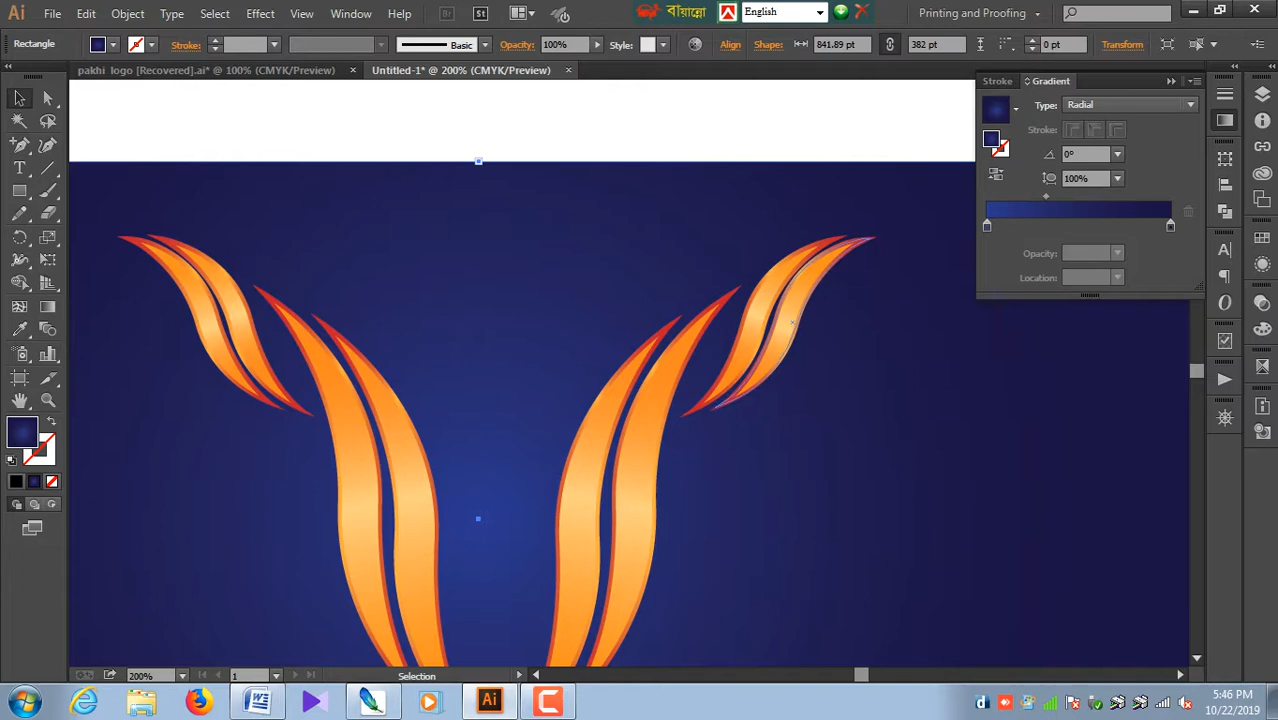 Ai File Edit Object Type Select Effect View Window Help Br St বায়ান্নো English Printing and Proofing
Rectangle Stroke: Basic Opacity: 100% Style: Align Shape: 841.89 pt 382 pt 0 pt Transform
pakhi logo [Recovered].ai* @ 100% (CMYK/Preview) × Untitled-1* @ 200% (CMYK/Preview) ×
Stroke Gradient
Type: Radial
Stroke:
0°
100%
Opacity:
Location:
200% 1 Selection
5:46 PM
10/22/2019